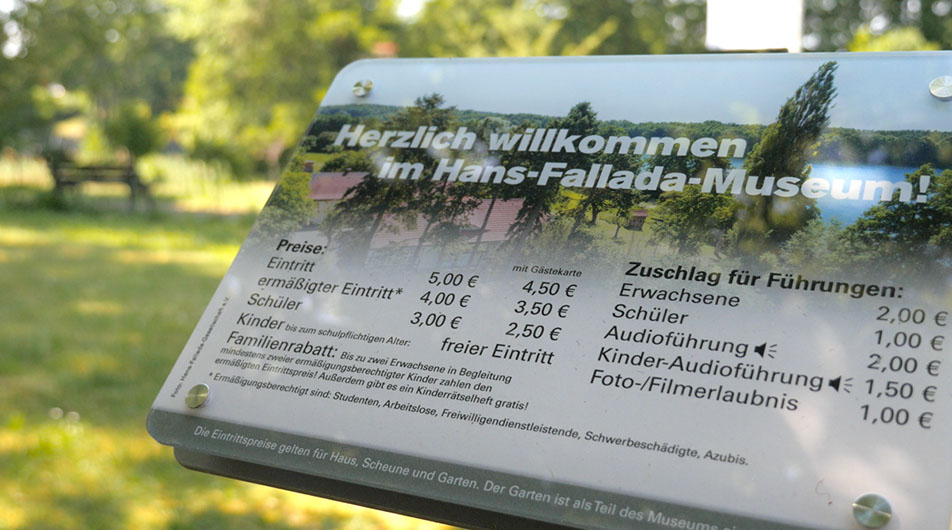 Herzlich willkommen
im Hans-Fallada-Museum!
Preise:
mit Gästekarte
Eintritt 5,00 € 4,50 €
ermäßigter Eintritt* 4,00 € 3,50 €
Schüler 3,00 € 2,50 €
Kinder bis zum schulpflichtigen Alter: freier Eintritt
Familienrabatt: Bis zu zwei Erwachsene in Begleitung
mindestens zweier ermäßigungsberechtigter Kinder zahlen den
ermäßigten Eintrittspreis! Außerdem gibt es ein Kinderrätselheft gratis!
* Ermäßigungsberechtigt sind: Studenten, Arbeitslose, Freiwilligendienstleistende, Schwerbeschädigte, Azubis.
Zuschlag für Führungen:
Erwachsene 2,00 €
Schüler 1,00 €
Audioführung 2,00 €
Kinder-Audioführung 1,50 €
Foto-/Filmerlaubnis 1,00 €
Foto: Hans-Fallada-Gesellschaft e.V.
Die Eintrittspreise gelten für Haus, Scheune und Garten. Der Garten ist als Teil des Museums